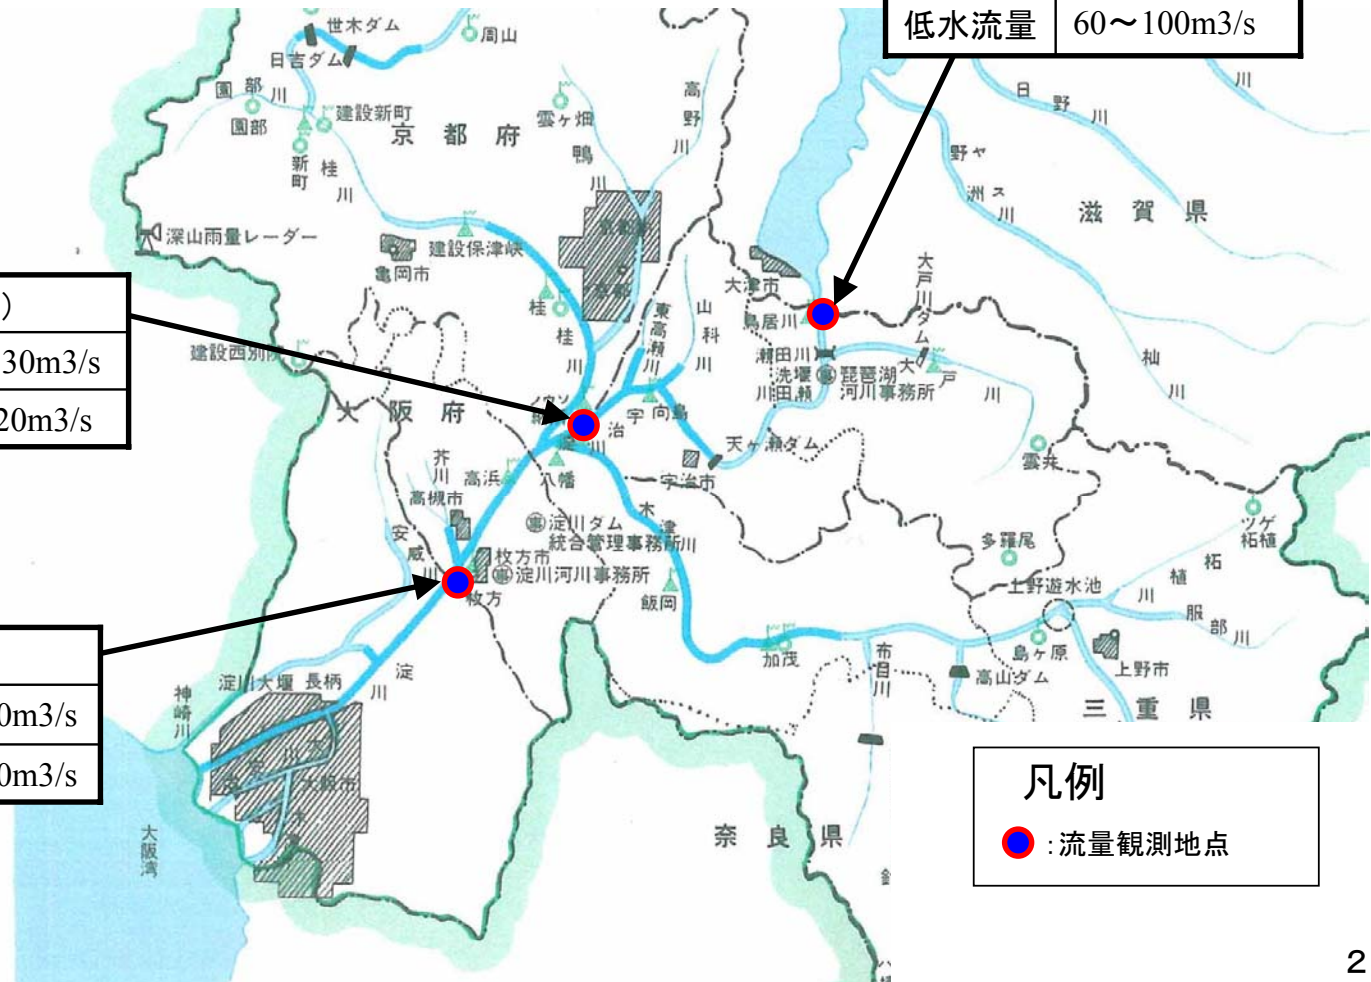 低水流量 60～100m3/s
世木ダム
周山
日吉ダム
園部川
園部
建設新町
新町
桂川
京都府
雲ヶ畑
高野川
鴨川
日野川
川
野ヤ
洲ス
川
滋賀県
深山雨量レーダー
亀岡市
建設保津峡
大津市
大戸川ダム
）
桂
桂川
東高瀬
山科川
鳥居川
30m3/s
建設西別院
瀬田川
洗堰
琵琶湖
河川事務所
川田瀬
大戸川
杣川
20m3/s
大阪府
宇治川
向島
天ヶ瀬ダム
宇治市
雲井
芥川
高槻市
高浜
八幡
木津川
淀川ダム
統合管理事務所
安威川
枚方市
淀川河川事務所
枚方
飯岡
多羅尾
ツゲ
柘植
上野遊水池
柘植川
服部川
島ヶ原
上野市
加茂
布目川
高山ダム
三重県
神崎川
淀川大堰
長柄
淀川
0m3/s
0m3/s
大阪市
大阪湾
奈良県
凡例
：流量観測地点
2